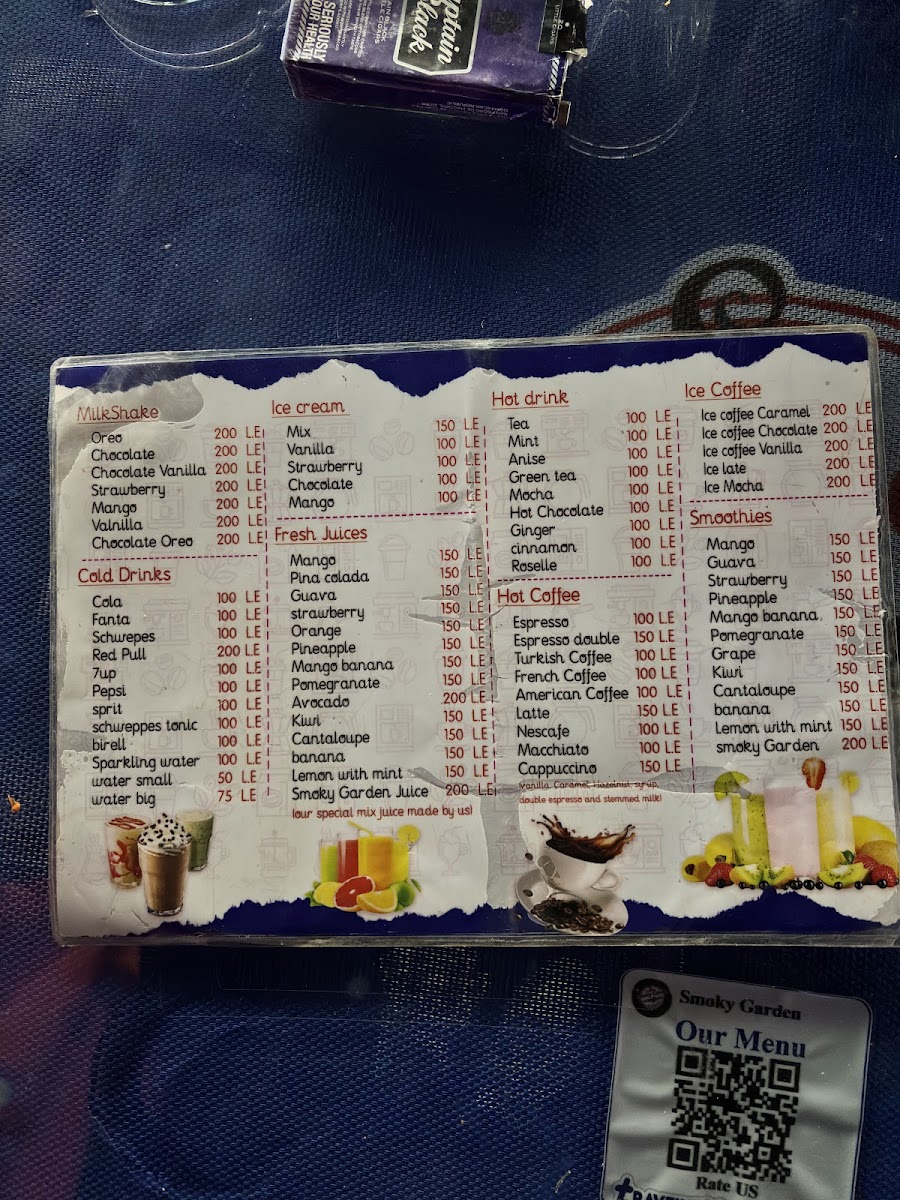 SERIOUSLY
OUR HEALTH
ptain
Black
20
LITTLE CIGARS
MilkShake
Oreo 200 LE
Chocolate 200 LE
Chocolate Vanilla 200 LE
Strawberry 200 LE
Mango 200 LE
Valnilla 200 LE
Chocolate Oreo 200 LE
Cold Drinks
Cola 100 LE
Fanta 100 LE
Schwepes 100 LE
Red Pull 200 LE
7up 100 LE
Pepsi 100 LE
sprit 100 LE
schweppes tonic 100 LE
birell 100 LE
Sparkling water 100 LE
water small 50 LE
water big 75 LE
Ice cream
Mix 150 LE
Vanilla 100 LE
Strawberry 100 LE
Chocolate 100 LE
Mango 100 LE
Fresh Juices
Mango 150 LE
Pina colada 150 LE
Guava 150 LE
strawberry 150 LE
Orange 150 LE
Pineapple 150 LE
Mango banana 150 LE
Pomegranate 150 LE
Avocado 200 LE
Kiwi 150 LE
Cantaloupe 150 LE
banana 150 LE
Lemon with mint 150 LE
Smoky Garden Juice 200 LE
(our special mix juice made by us)
Hot drink
Tea 100 LE
Mint 100 LE
Anise 100 LE
Green tea 100 LE
Mocha 100 LE
Hot Chocolate 100 LE
Ginger 100 LE
cinnamon 100 LE
Roselle 100 LE
Hot Coffee
Espresso 100 LE
Espresso double 150 LE
Turkish Coffee 100 LE
French Coffee 100 LE
American Coffee 100 LE
Latte 150 LE
Nescafe 100 LE
Macchiato 100 LE
Cappuccino 150 LE
Vanilla, Caramel, Hazelnut, syrup,
double espresso and stemmed milk)
Ice Coffee
Ice coffee Caramel 200 LE
Ice coffee Chocolate 200 LE
Ice coffee Vanilla 200 LE
Ice late 200 LE
Ice Mocha 200 LE
Smoothies
Mango 150 LE
Guava 150 LE
Strawberry 150 LE
Pineapple 150 LE
Mango banana 150 LE
Pomegranate 150 LE
Grape 150 LE
Kiwi 150 LE
Cantaloupe 150 LE
banana 150 LE
Lemon with mint 150 LE
smoky Garden 200 LE
Smoky Garden
Our Menu
Rate US